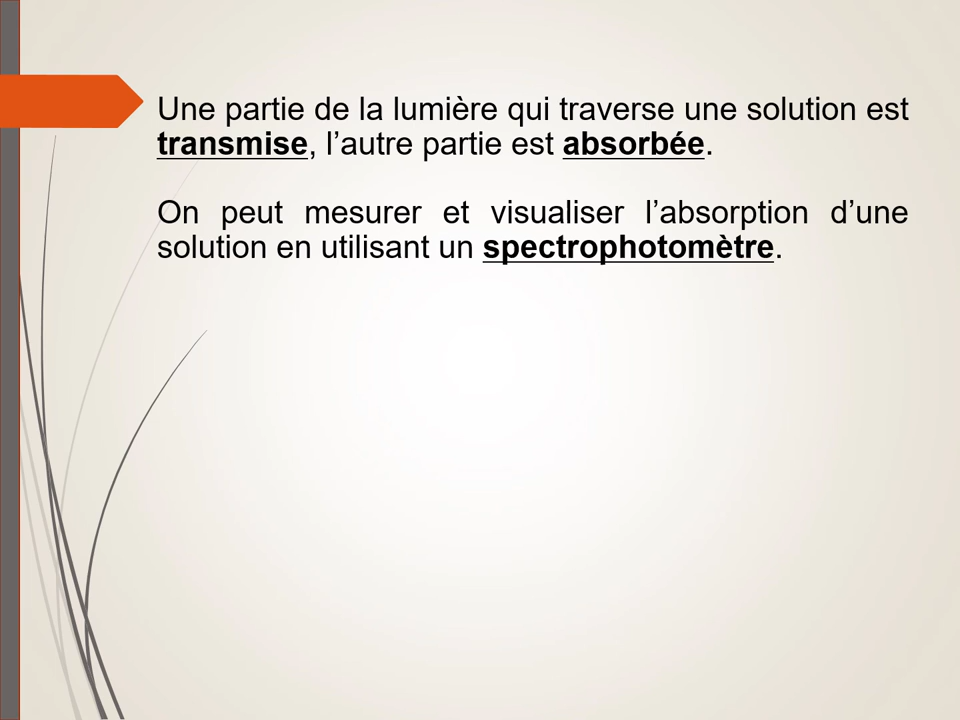 Une partie de la lumière qui traverse une solution est
transmise, l’autre partie est absorbée.
On peut mesurer et visualiser l’absorption d’une
solution en utilisant un spectrophotomètre.